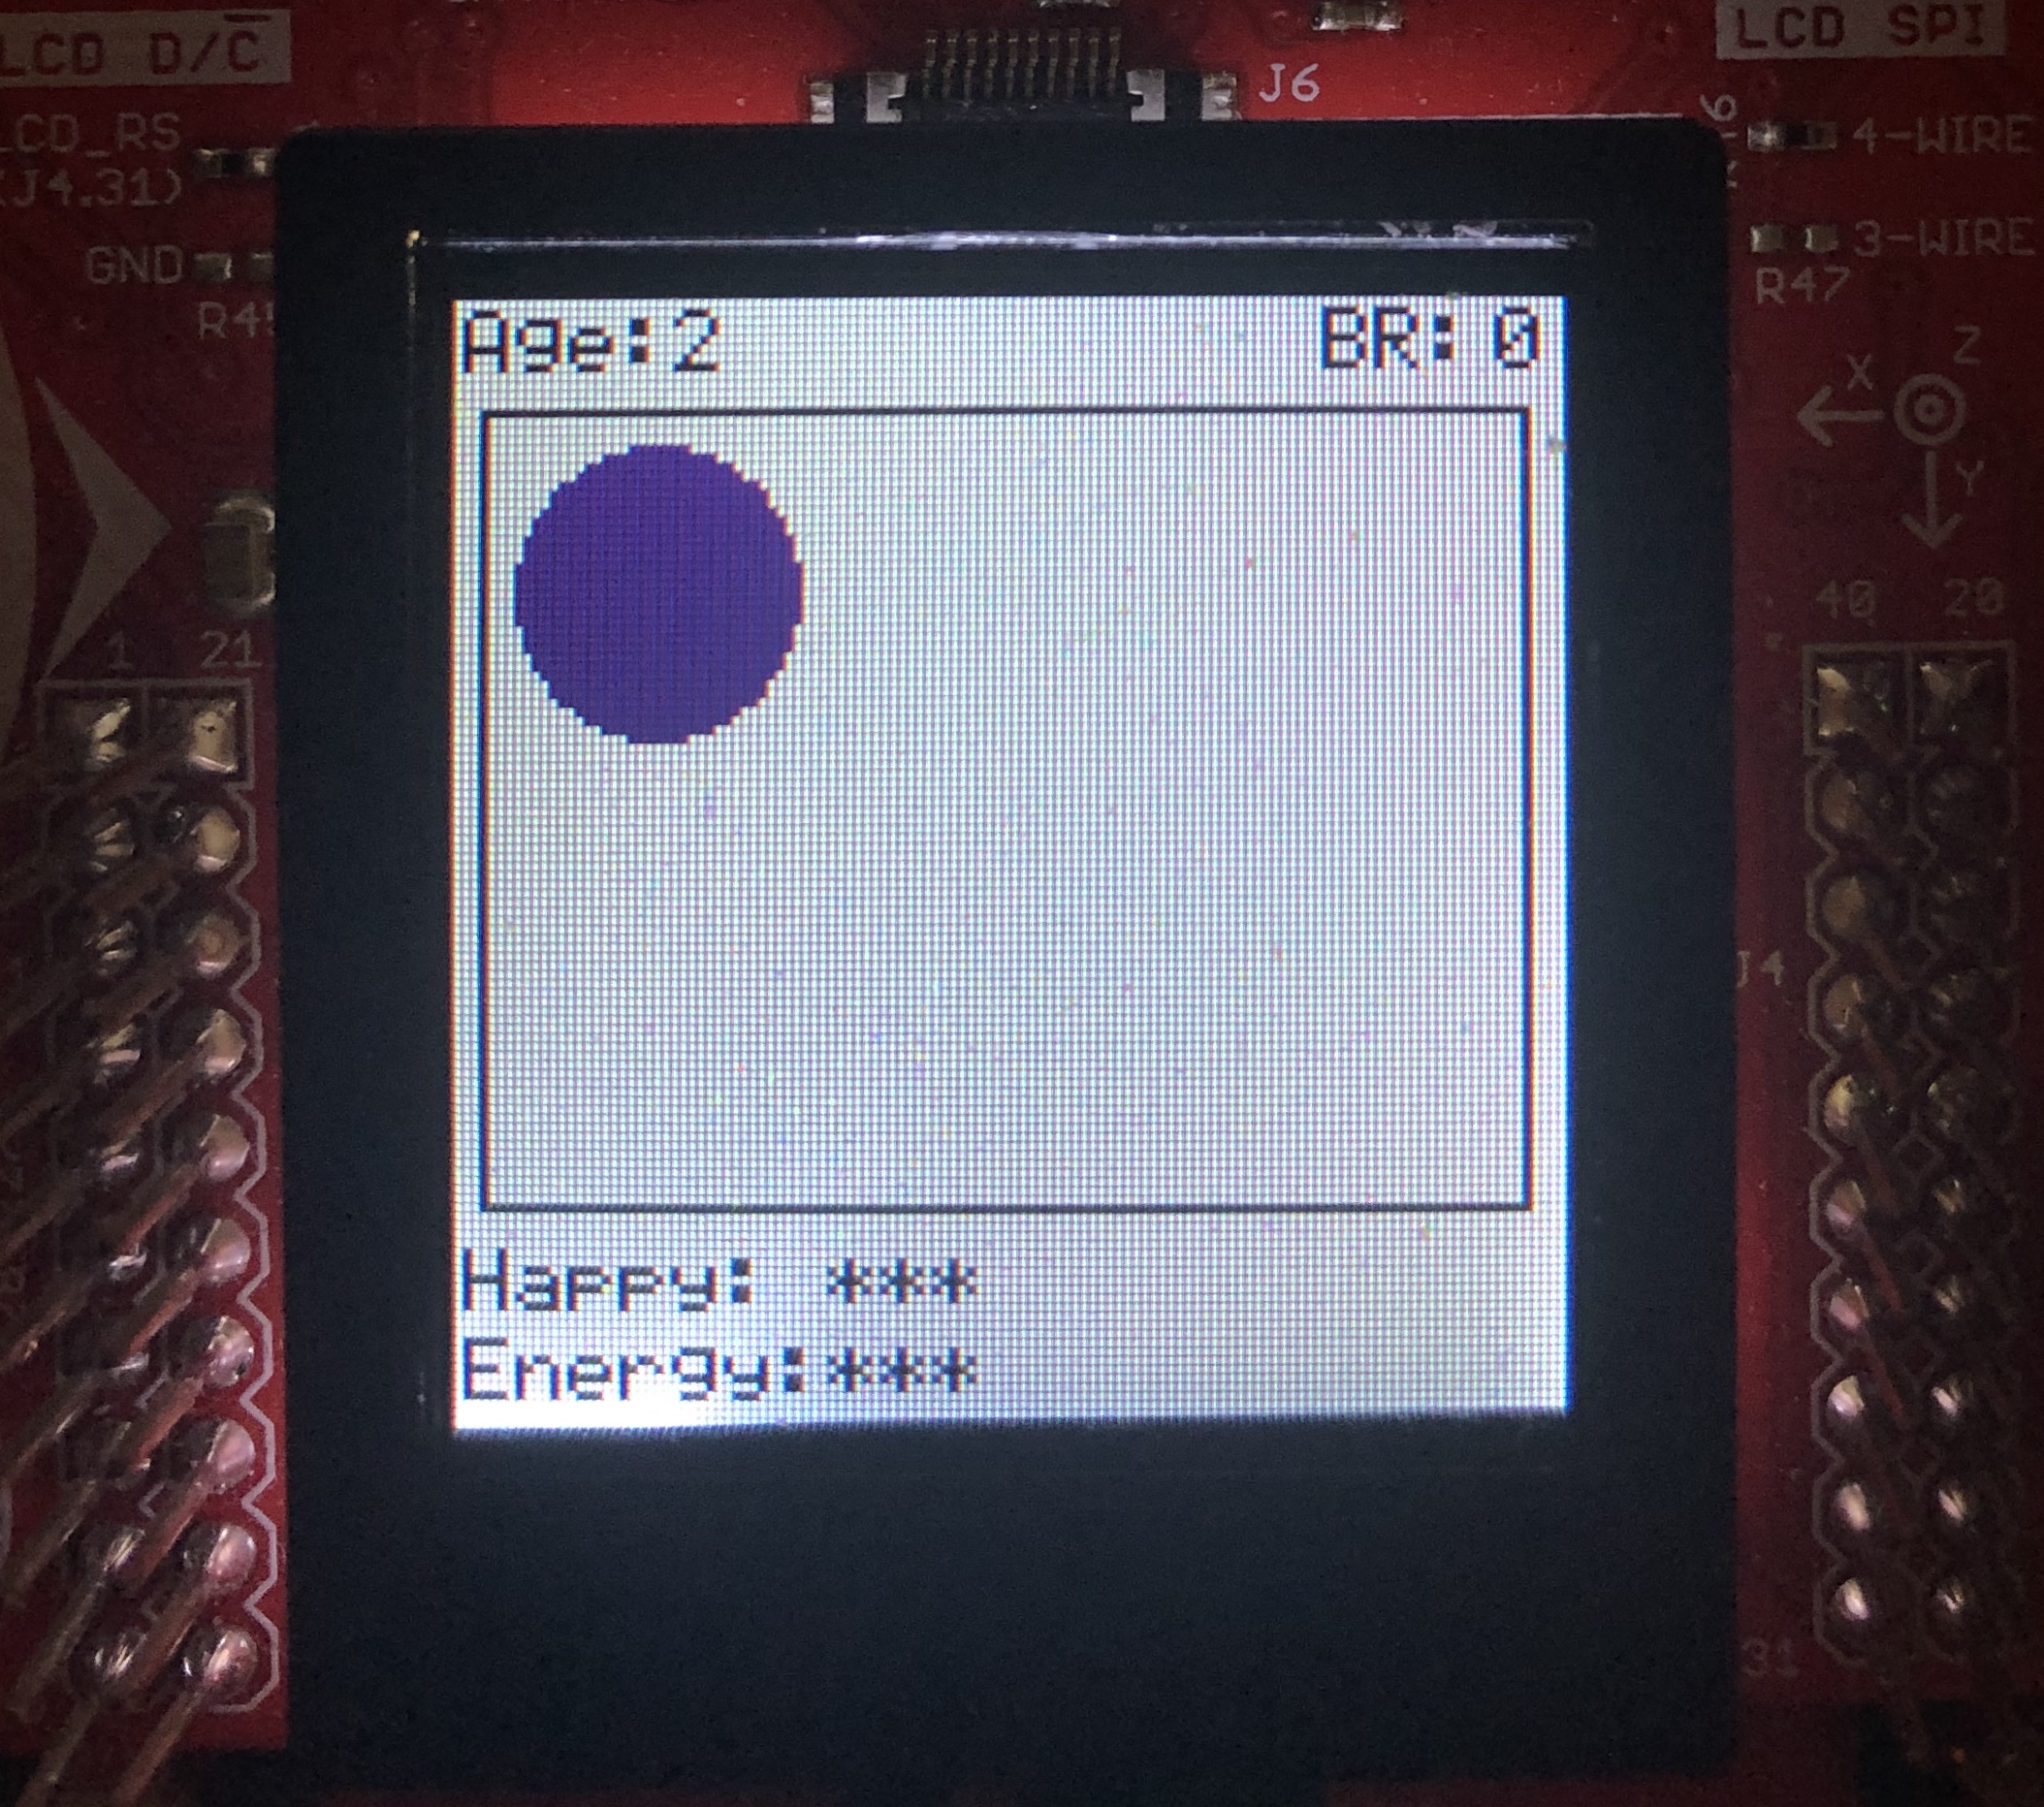 LCD D/C̅
LCD SPI
J6
LCD_RS
(J4.31)
4-WIRE
GND
3-WIRE
R47
Age:2
BR: 0
Z
X
Y
1 21
40 20
J4
Happy: ***
Energy:***
31